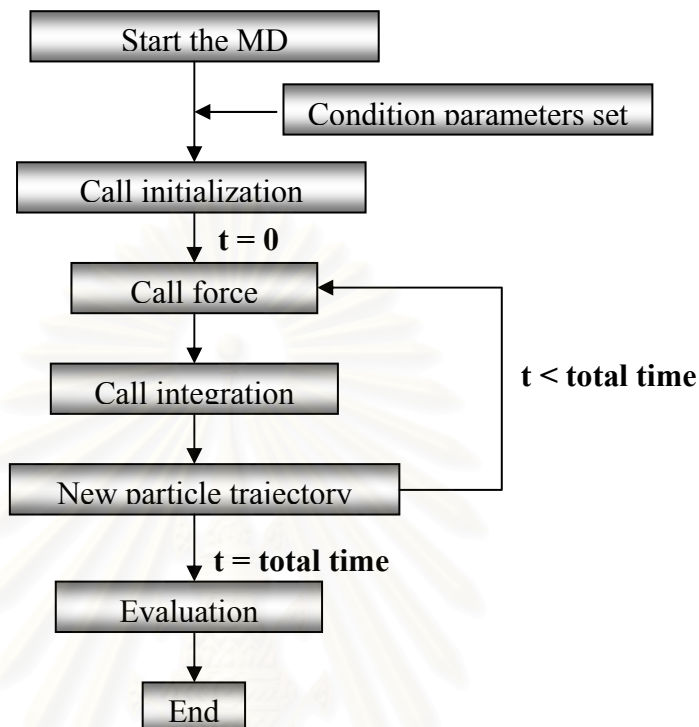 Start the MD
Condition parameters set
Call initialization
t = 0
Call force
Call integration
t < total time
New particle trajectory
t = total time
Evaluation
End